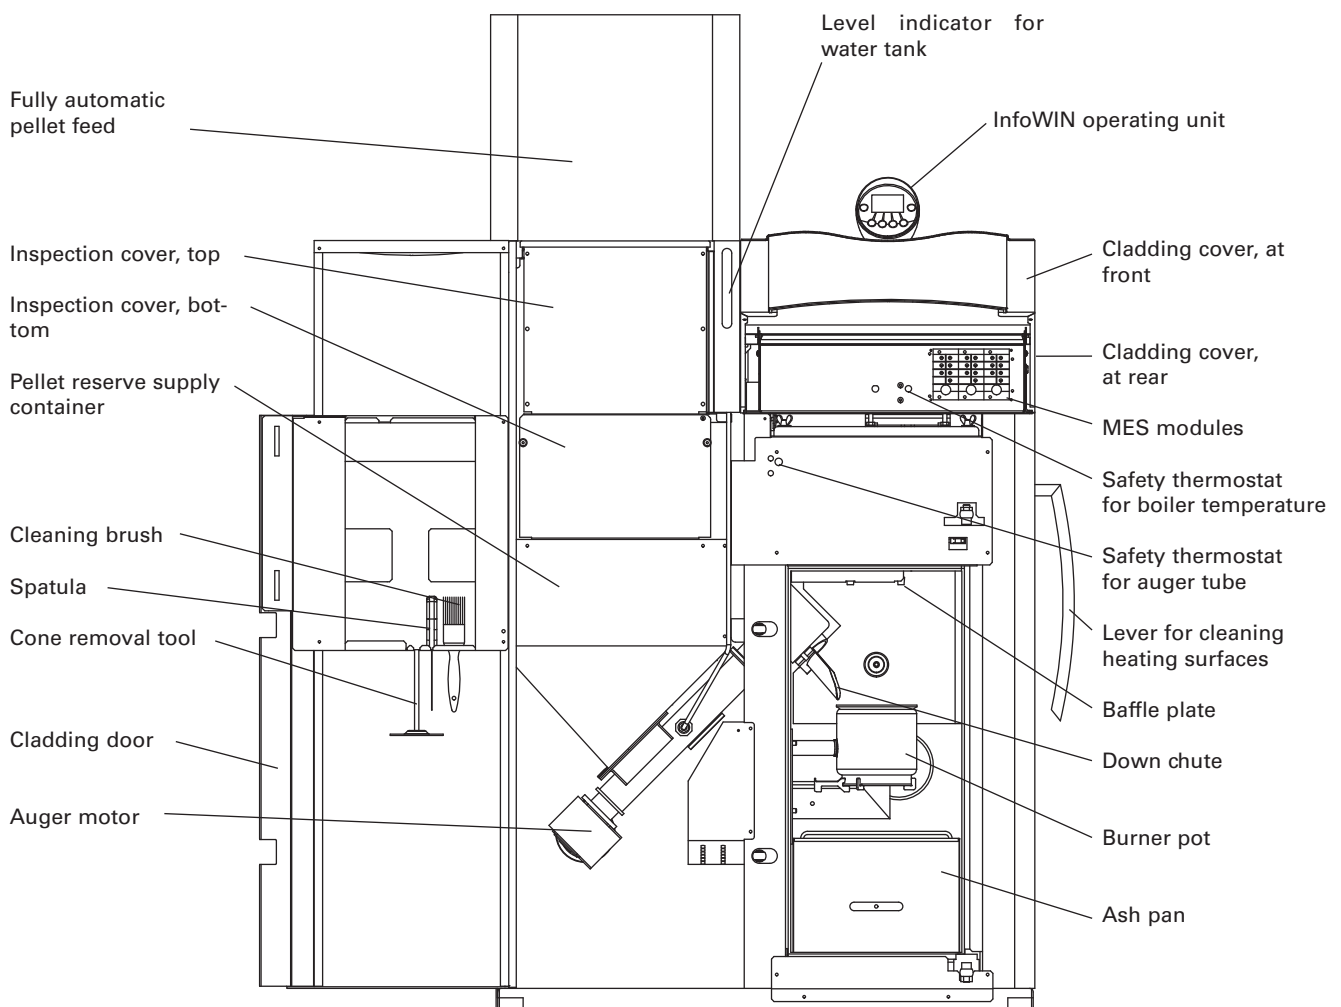 Level indicator for
water tank
Fully automatic
pellet feed
InfoWIN operating unit
Inspection cover, top
Inspection cover, bot-
tom
Pellet reserve supply
container
Cladding cover, at
front
Cladding cover,
at rear
MES modules
Safety thermostat
for boiler temperature
Safety thermostat
for auger tube
Cleaning brush
Spatula
Cone removal tool
Cladding door
Auger motor
Lever for cleaning
heating surfaces
Baffle plate
Down chute
Burner pot
Ash pan